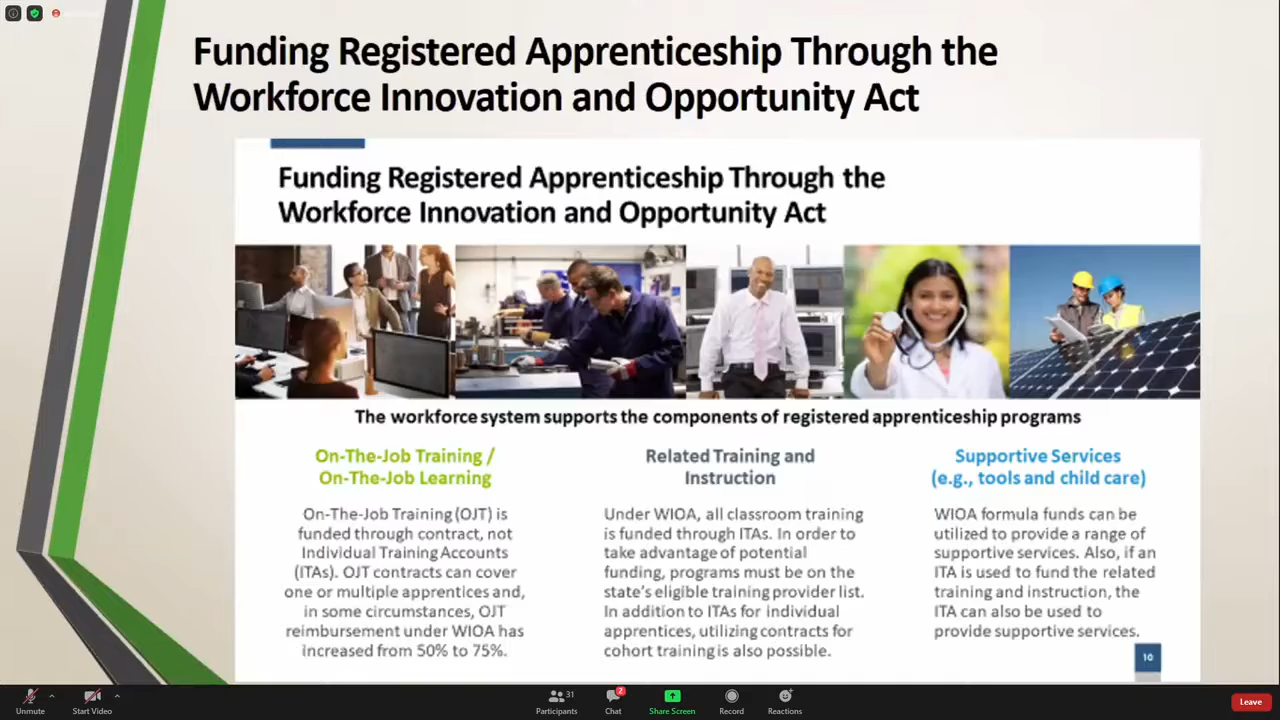 Funding Registered Apprenticeship Through the
Workforce Innovation and Opportunity Act
Funding Registered Apprenticeship Through the
Workforce Innovation and Opportunity Act
The workforce system supports the components of registered apprenticeship programs
On-The-Job Training /
On-The-Job Learning
On-The-Job Training (OJT) is
funded through contract, not
Individual Training Accounts
(ITAs). OJT contracts can cover
one or multiple apprentices and,
in some circumstances, OJT
reimbursement under WIOA has
increased from 50% to 75%.
Related Training and
Instruction
Under WIOA, all classroom training
is funded through ITAs. In order to
take advantage of potential
funding, programs must be on the
state's eligible training provider list.
In addition to ITAs for individual
apprentices, utilizing contracts for
cohort training is also possible.
Supportive Services
(e.g., tools and child care)
WIOA formula funds can be
utilized to provide a range of
supportive services. Also, if an
ITA is used to fund the related
training and instruction, the
ITA can also be used to
provide supportive services.
10
Unmute
Start Video
Participants
31
Chat
2
Share Screen
Record
Reactions
Leave